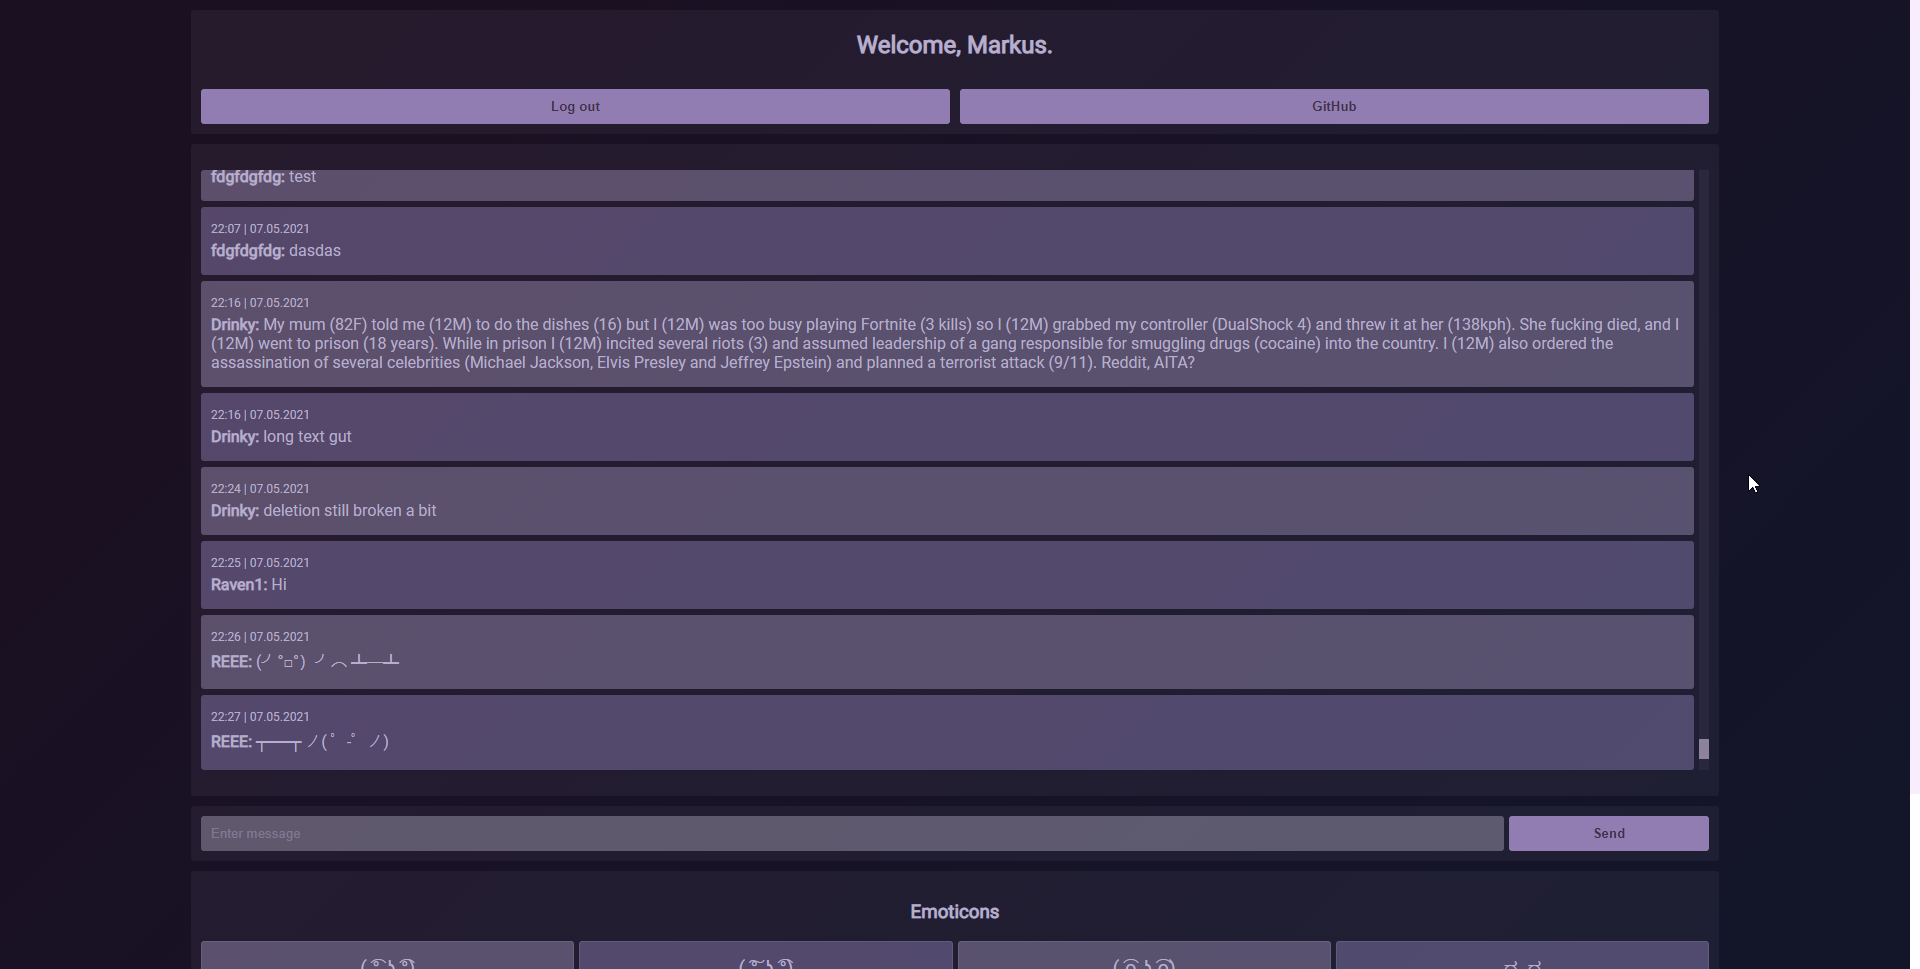 Welcome, Markus.
Log out
GitHub
fdgfdgfdg: test
22:07 | 07.05.2021
fdgfdgfdg: dasdas
22:16 | 07.05.2021
Drinky: My mum (82F) told me (12M) to do the dishes (16) but I (12M) was too busy playing Fortnite (3 kills) so I (12M) grabbed my controller (DualShock 4) and threw it at her (138kph). She fucking died, and I
(12M) went to prison (18 years). While in prison I (12M) incited several riots (3) and assumed leadership of a gang responsible for smuggling drugs (cocaine) into the country. I (12M) also ordered the
assassination of several celebrities (Michael Jackson, Elvis Presley and Jeffrey Epstein) and planned a terrorist attack (9/11). Reddit, AITA?
22:16 | 07.05.2021
Drinky: long text gut
22:24 | 07.05.2021
Drinky: deletion still broken a bit
22:25 | 07.05.2021
Raven1: Hi
22:26 | 07.05.2021
REEE: (╯°□°）╯︵ ┻━┻
22:27 | 07.05.2021
REEE: ┬──┬ ノ( ゜-゜ノ)
Enter message
Send
Emoticons